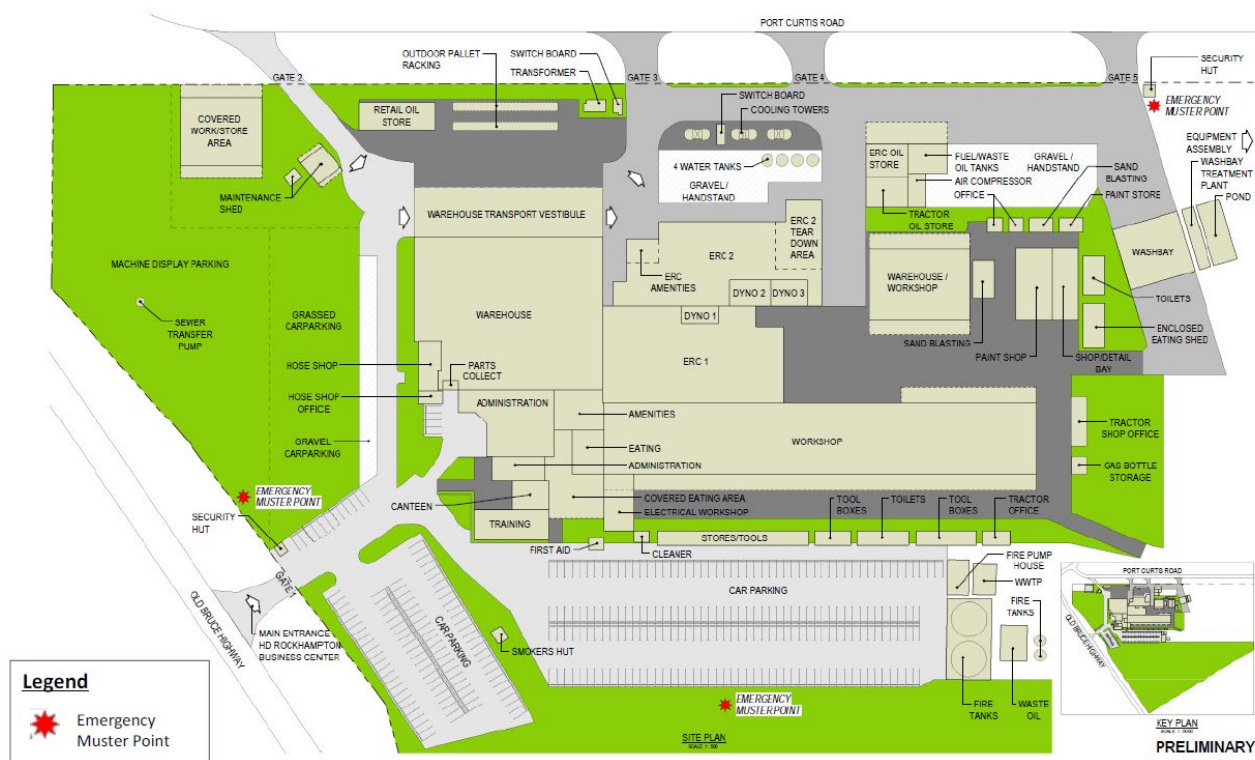 PORT CURTIS ROAD
OUTDOOR PALLET
RACKING
SWITCH BOARD
TRANSFORMER
GATE 2
GATE 3
GATE 4
GATE 5
SECURITY
HUT
EMERGENCY
MUSTER POINT
SWITCH BOARD
COOLING TOWERS
RETAIL OIL
STORE
COVERED
WORK/STORE
AREA
EQUIPMENT
ASSEMBLY
WASHBAY
TREATMENT
PLANT
POND
4 WATER TANKS
GRAVEL/
HANDSTAND
ERC OIL
STORE
FUEL/WASTE
OIL TANKS
GRAVEL /
HANDSTAND
SAND
BLASTING
AIR COMPRESSOR
OFFICE
PAINT STORE
MAINTENANCE
SHED
WAREHOUSE TRANSPORT VESTIBULE
TRACTOR
OIL STORE
ERC 2
TEAR
DOWN
AREA
ERC 2
ERC
AMENITIES
WAREHOUSE /
WORKSHOP
WASHBAY
MACHINE DISPLAY PARKING
DYNO 2
DYNO 3
TOILETS
SEWER
TRANSFER
PUMP
GRASSED
CARPARKING
WAREHOUSE
DYNO 1
SAND BLASTING
PAINT SHOP
SHOP/DETAIL
BAY
ENCLOSED
EATING SHED
HOSE SHOP
PARTS
COLLECT
ERC 1
HOSE SHOP
OFFICE
ADMINISTRATION
AMENITIES
TRACTOR
SHOP OFFICE
GRAVEL
CARPARKING
EATING
WORKSHOP
ADMINISTRATION
GAS BOTTLE
STORAGE
EMERGENCY
MUSTER POINT
CANTEEN
COVERED EATING AREA
ELECTRICAL WORKSHOP
TOOL
BOXES
TOILETS
TOOL
BOXES
TRACTOR
OFFICE
SECURITY
HUT
TRAINING
STORES/TOOLS
FIRST AID
CLEANER
FIRE PUMP
HOUSE
WWTP
PORT CURTIS ROAD
OLD BRUCE HIGHWAY
GATE 1
CAR PARKING
FIRE
TANKS
OLD BRUCE HIGHWAY
MAIN ENTRANCE
HD ROCKHAMPTON
BUSINESS CENTER
CARPARKING
SMOKERS HUT
Legend
Emergency
Muster Point
EMERGENCY
MUSTER POINT
FIRE
TANKS
WASTE
OIL
SITE PLAN
KEY PLAN
PRELIMINARY